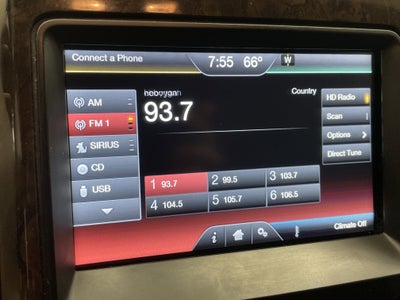 Connect a Phone 7:55 66° W
heboygan Country
93.7
AM
FM 1
SIRIUS
CD
USB
HD Radio
Scan
Options
Direct Tune
1 93.7 2 99.5 3 103.7
4 104.5 5 105.7 6 106.5
i Climate Off